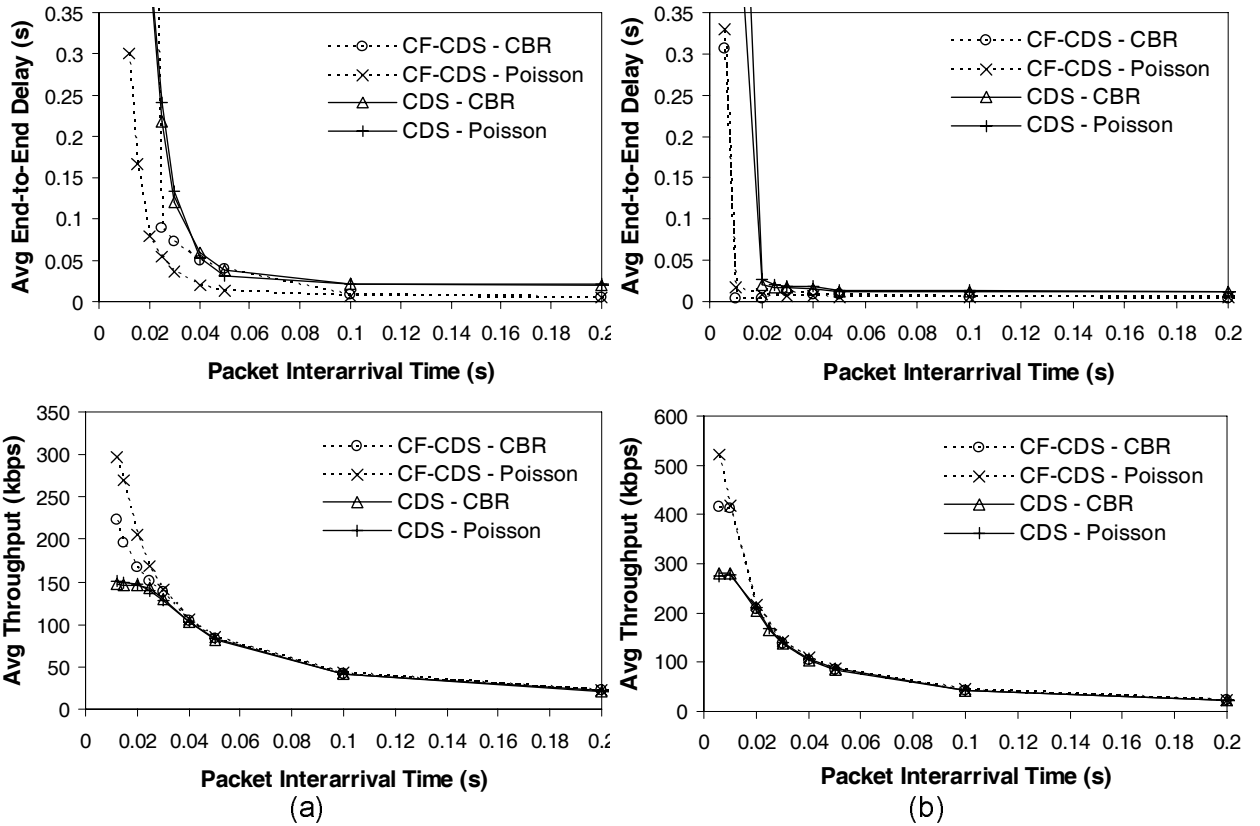 Avg End-to-End Delay (s)
0.35
0.3
0.25
0.2
0.15
0.1
0.05
0
CF-CDS - CBR
CF-CDS - Poisson
CDS - CBR
CDS - Poisson
0 0.02 0.04 0.06 0.08 0.1 0.12 0.14 0.16 0.18 0.2
Packet Interarrival Time (s)
Avg End-to-End Delay (s)
0.35
0.3
0.25
0.2
0.15
0.1
0.05
0
CF-CDS - CBR
CF-CDS - Poisson
CDS - CBR
CDS - Poisson
0 0.02 0.04 0.06 0.08 0.1 0.12 0.14 0.16 0.18 0.2
Packet Interarrival Time (s)
Avg Throughput (kbps)
350
300
250
200
150
100
50
0
CF-CDS - CBR
CF-CDS - Poisson
CDS - CBR
CDS - Poisson
0 0.02 0.04 0.06 0.08 0.1 0.12 0.14 0.16 0.18 0.2
Packet Interarrival Time (s)
(a)
Avg Throughput (kbps)
600
500
400
300
200
100
0
CF-CDS - CBR
CF-CDS - Poisson
CDS - CBR
CDS - Poisson
0 0.02 0.04 0.06 0.08 0.1 0.12 0.14 0.16 0.18 0.2
Packet Interarrival Time (s)
(b)